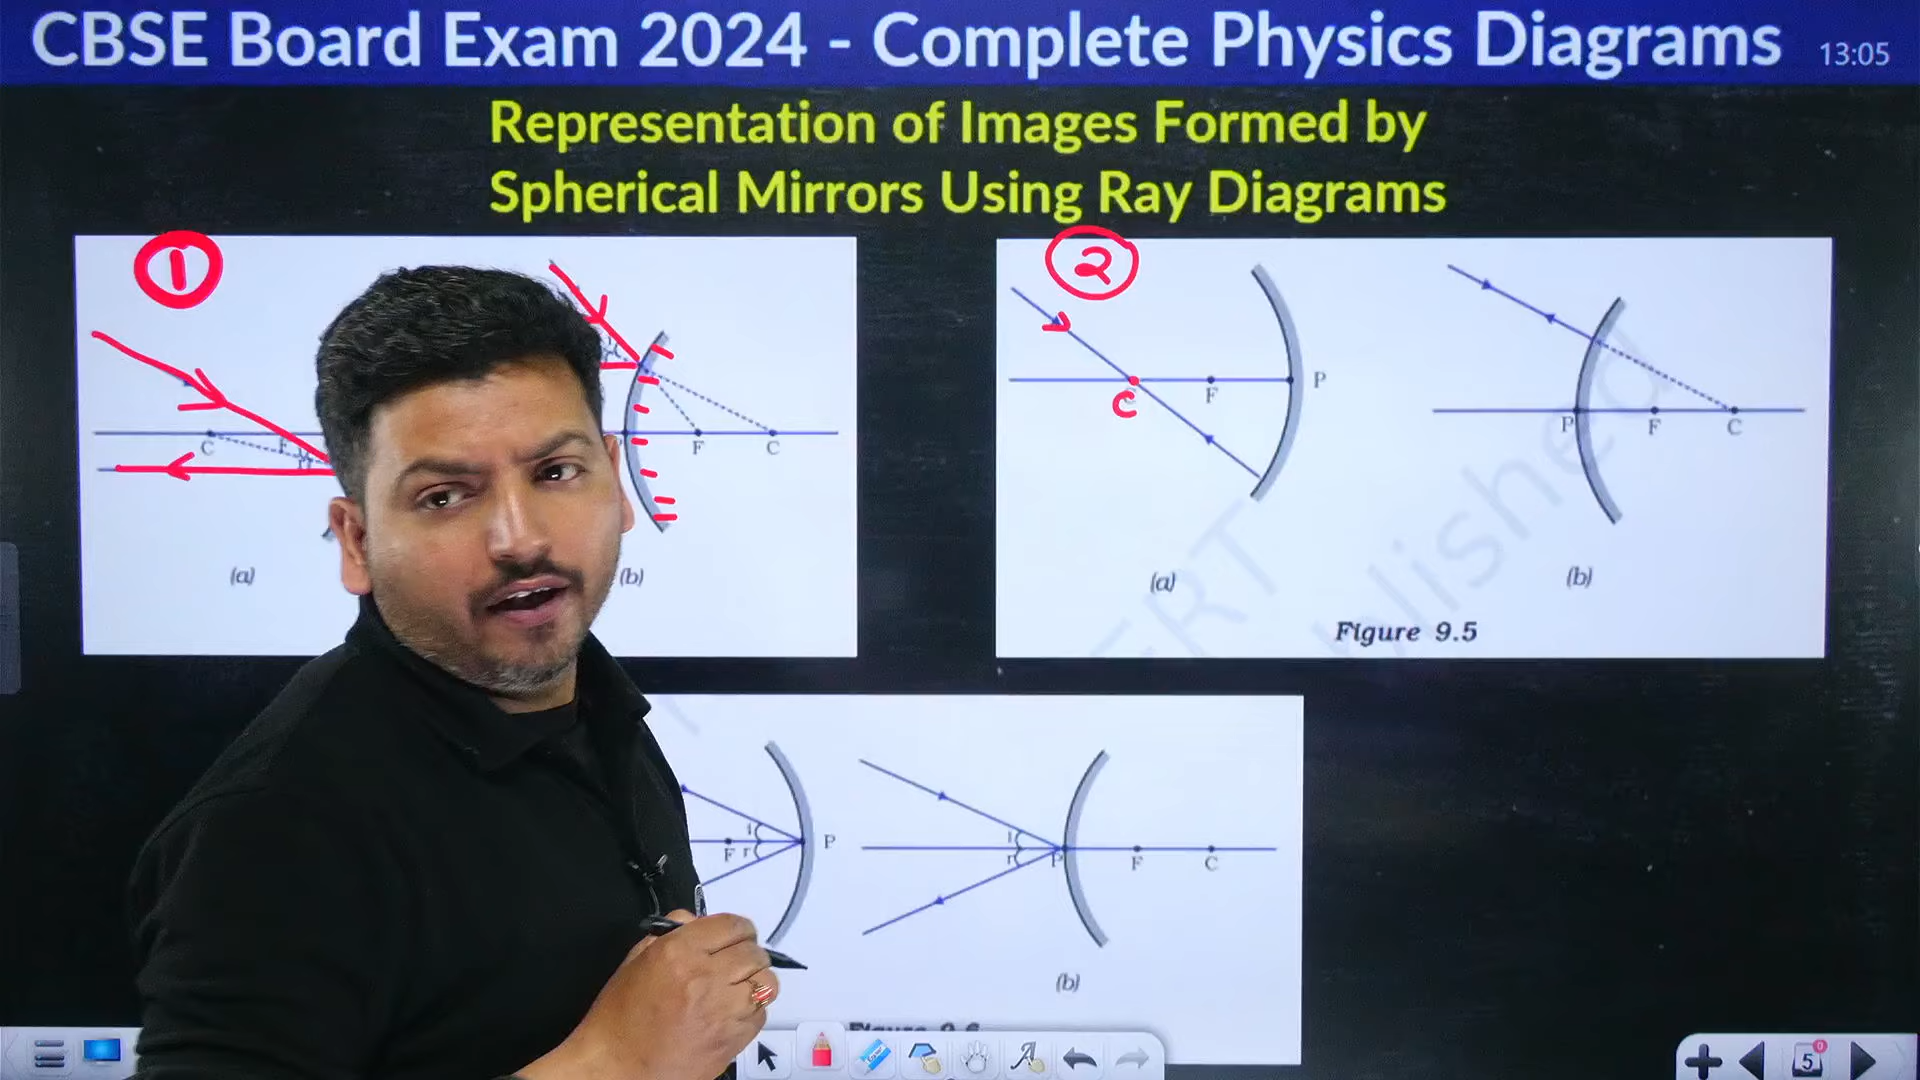 CBSE Board Exam 2024 - Complete Physics Diagrams 13:05
Representation of Images Formed by
Spherical Mirrors Using Ray Diagrams
1
2
C
F
F
C
(a)
(b)
C
F
P
P
F
C
(a)
(b)
Figure 9.5
i
r
F
P
i
r
P
F
C
(b)
5
0